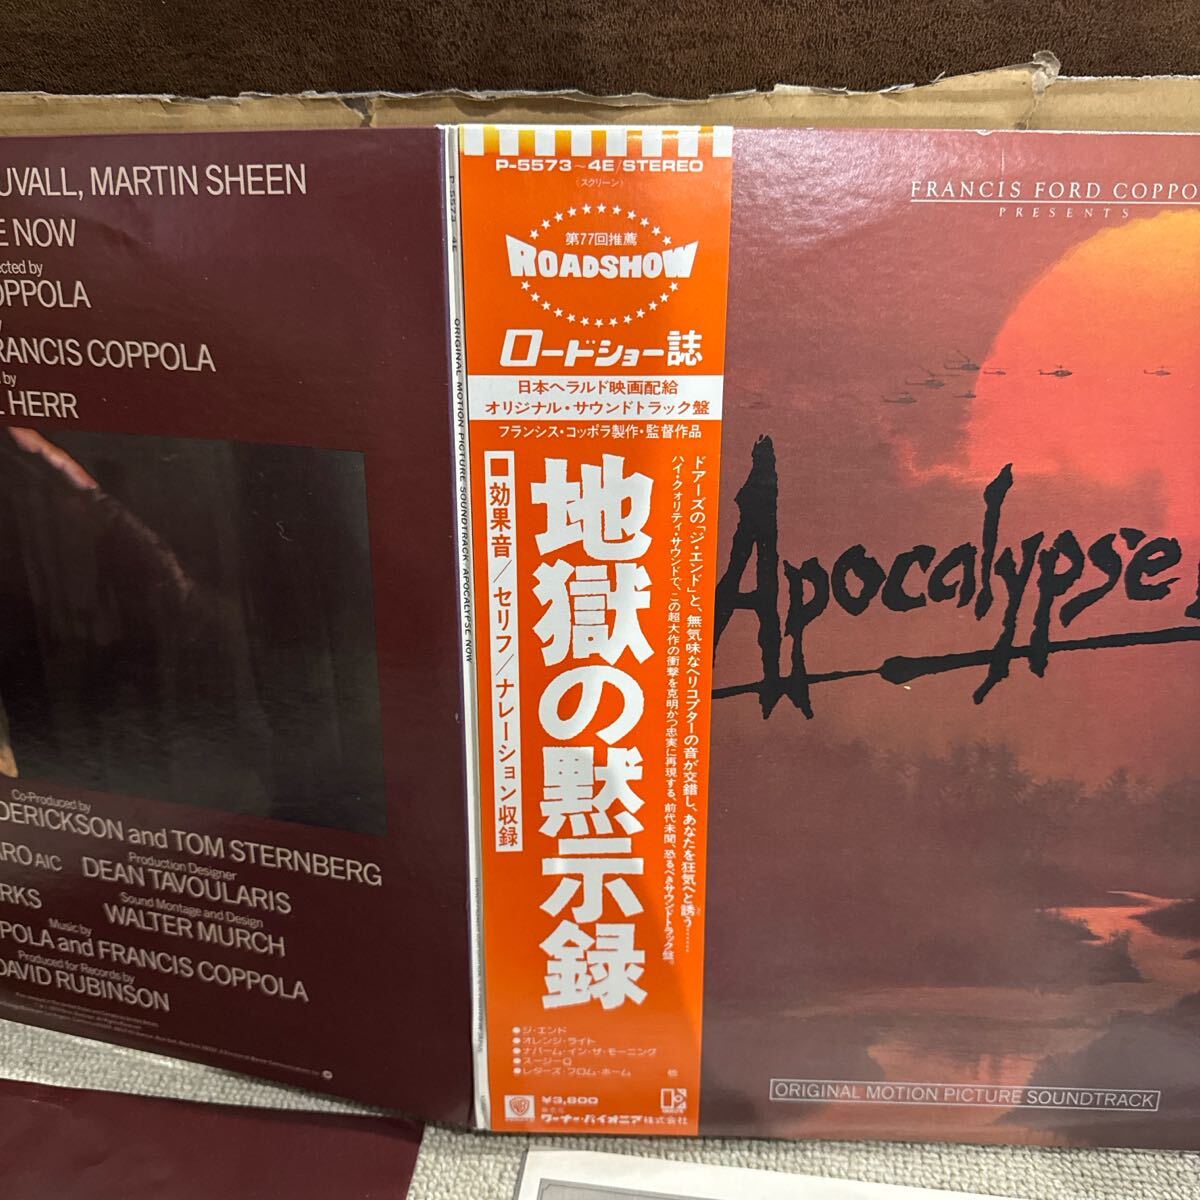 UVALL, MARTIN SHEEN
E NOW
ected by
OPPOLA
RANCIS COPPOLA
by
L HERR
Co-Produced by
DERICKSON and TOM STERNBERG
ARO AIC
Production Designer
DEAN TAVOULARIS
RKS
Sound Montage and Design
WALTER MURCH
Music by
PPOLA and FRANCIS COPPOLA
Produced for Records by
DAVID RUBINSON
P-5573 4E
ORIGINAL MOTION PICTURE SOUNDTRACK APOCALYPSE NOW
P-5573~4E/STEREO
(スクリーン)
第77回推薦
ROADSHOW
ロードショー誌
日本ヘラルド映画配給
オリジナル・サウンドトラック盤
フランシス・コッポラ製作・監督作品
ドアーズの「ジ・エンド」と、無気味なヘリコプターの音が交錯し、あなたを狂気へと誘う……
ハイ・クォリティ・サウンドで、この超大作の衝撃を克明かつ忠実に再現する、前代未聞、恐るべきサウンドトラック盤。
地獄の黙示録
■効果音/セリフ/ナレーション収録
●ジ・エンド
●オレンジ・ライト
●ナパーム・イン・ザ・モーニング
●スージーQ
●レターズ・フロム・ホーム 他
¥3,800
ワーナー・パイオニア株式会社
FRANCIS FORD COPPO
PRESENTS
Apocalypse
ORIGINAL MOTION PICTURE SOUNDTRACK